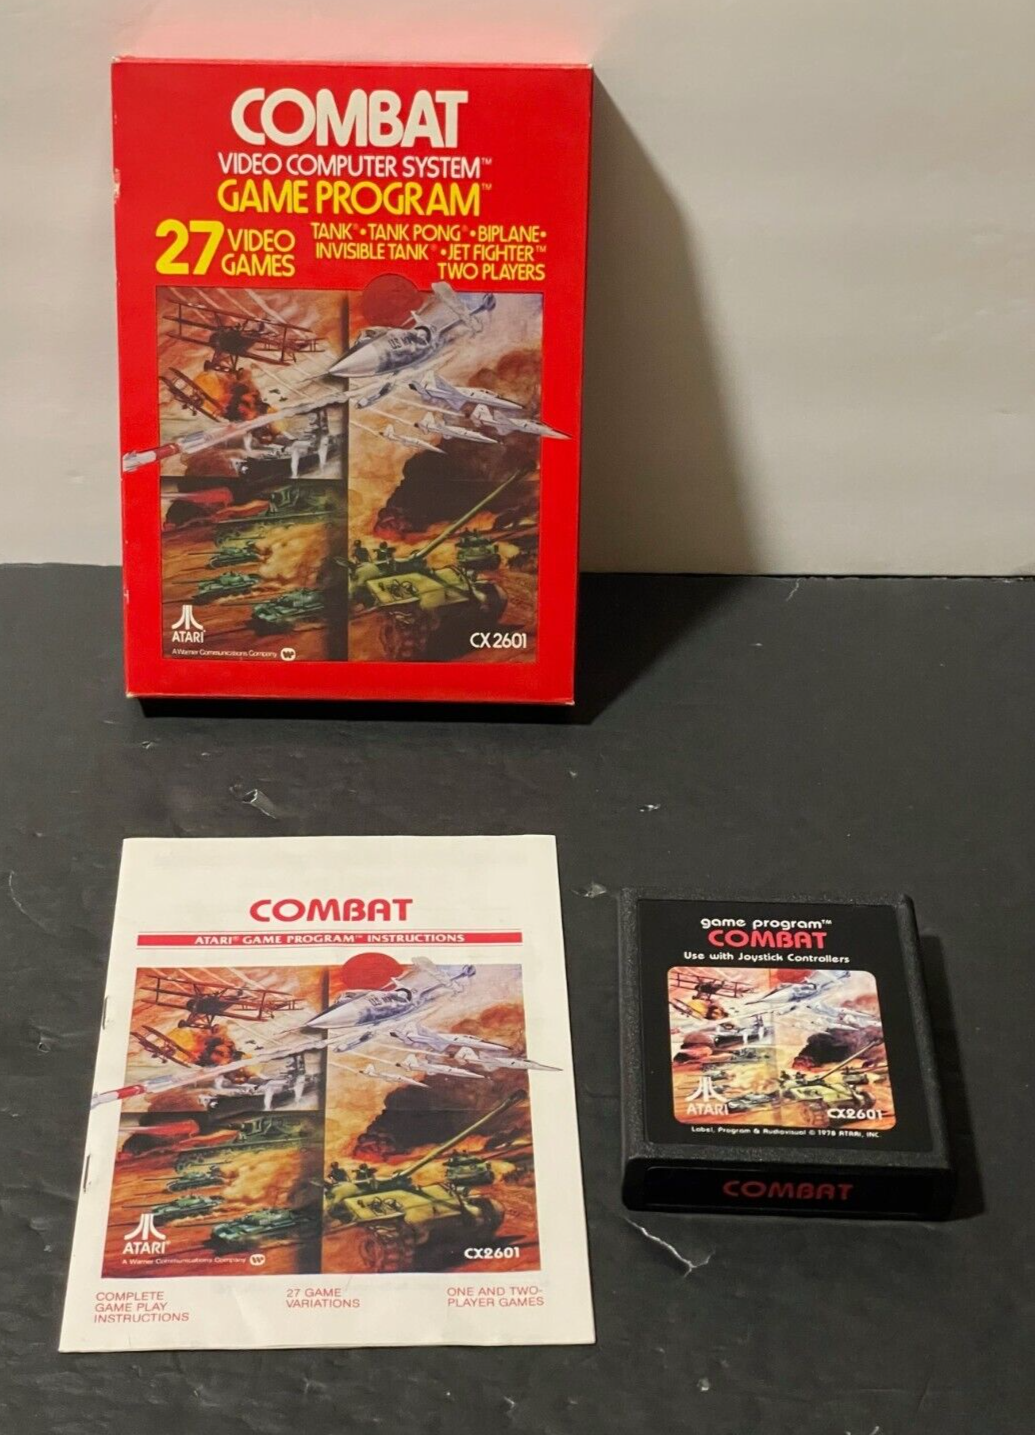 COMBAT
VIDEO COMPUTER SYSTEM™
GAME PROGRAM™
27 VIDEO GAMES
TANK® • TANK PONG® • BIPLANE •
INVISIBLE TANK® • JET FIGHTER™
TWO PLAYERS
ATARI®
A Warner Communications Company
CX2601
COMBAT
ATARI® GAME PROGRAM™ INSTRUCTIONS
ATARI®
A Warner Communications Company
CX2601
COMPLETE
GAME PLAY
INSTRUCTIONS
27 GAME
VARIATIONS
ONE AND TWO-
PLAYER GAMES
game program™
COMBAT
Use with Joystick Controllers
ATARI®
CX2601
Label, Program & Audiovisual © 1978 ATARI, INC.
COMBAT